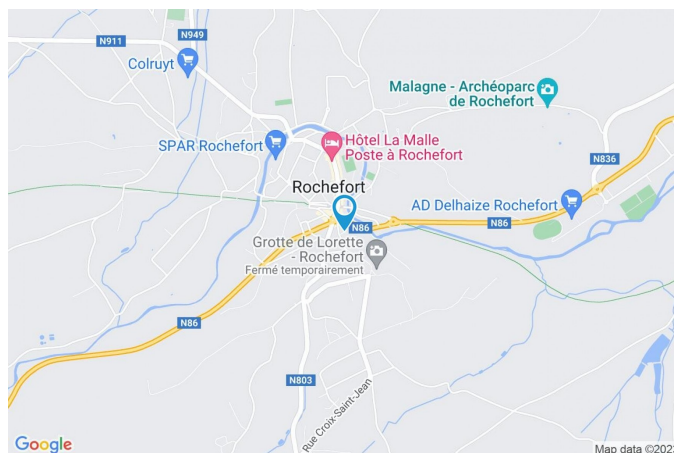 N949
N911
Colruyt
Malagne - Archéoparc
de Rochefort
SPAR Rochefort
Hôtel La Malle
Poste à Rochefort
N836
Rochefort
AD Delhaize Rochefort
N86
N86
Grotte de Lorette
- Rochefort
Fermé temporairement
N86
N803
Rue Croix-Saint-Jean
Google
Map data ©202